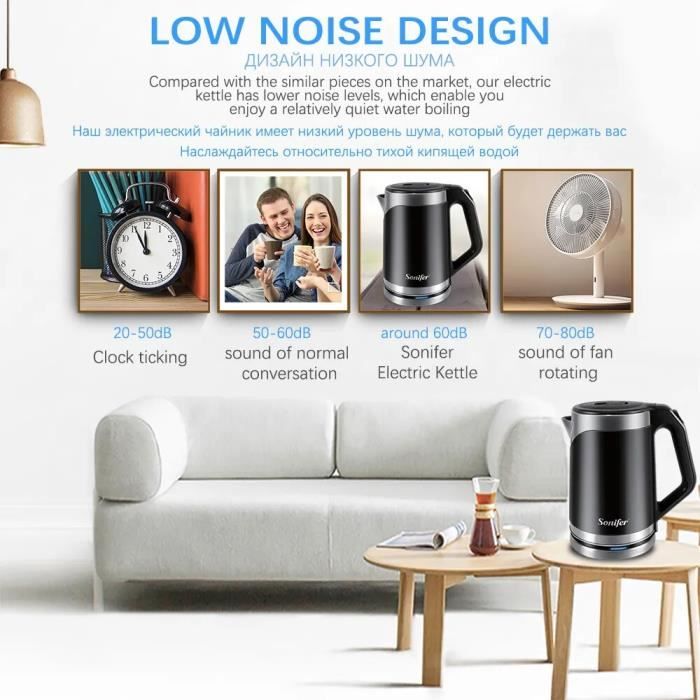 LOW NOISE DESIGN
ДИЗАЙН НИЗКОГО ШУМА
Compared with the similar pieces on the market, our electric
kettle has lower noise levels, which enable you
enjoy a relatively quiet water boiling
Наш электрический чайник имеет низкий уровень шума, который будет держать вас
Наслаждайтесь относительно тихой кипящей водой
Sonifer
20-50dB
Clock ticking
50-60dB
sound of normal
conversation
around 60dB
Sonifer
Electric Kettle
70-80dB
sound of fan
rotating
Sonifer